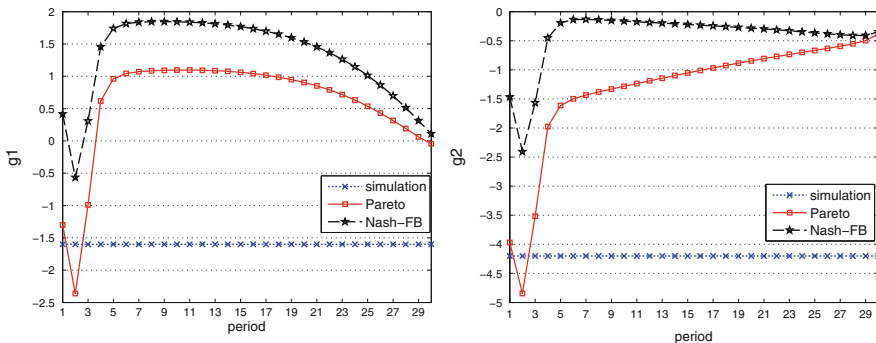 2
1.5
1
0.5
0
−0.5
−1
−1.5
−2
−2.5
g1
simulation
Pareto
Nash−FB
1 3 5 7 9 11 13 15 17 19 21 23 25 27 29
period
0
−0.5
−1
−1.5
−2
−2.5
−3
−3.5
−4
−4.5
−5
g2
simulation
Pareto
Nash−FB
1 3 5 7 9 11 13 15 17 19 21 23 25 27 29
period